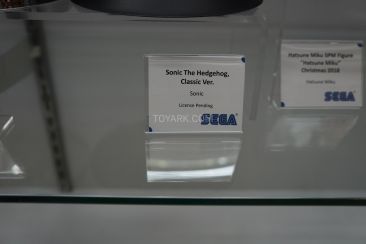 Sonic The Hedgehog,
Classic Ver.
Sonic
License Pending
SEGA
TOYARK.COM
Hatsune Miku SPM Figure
"Hatsune Miku"
Christmas 2018
Hatsune Miku
SEGA